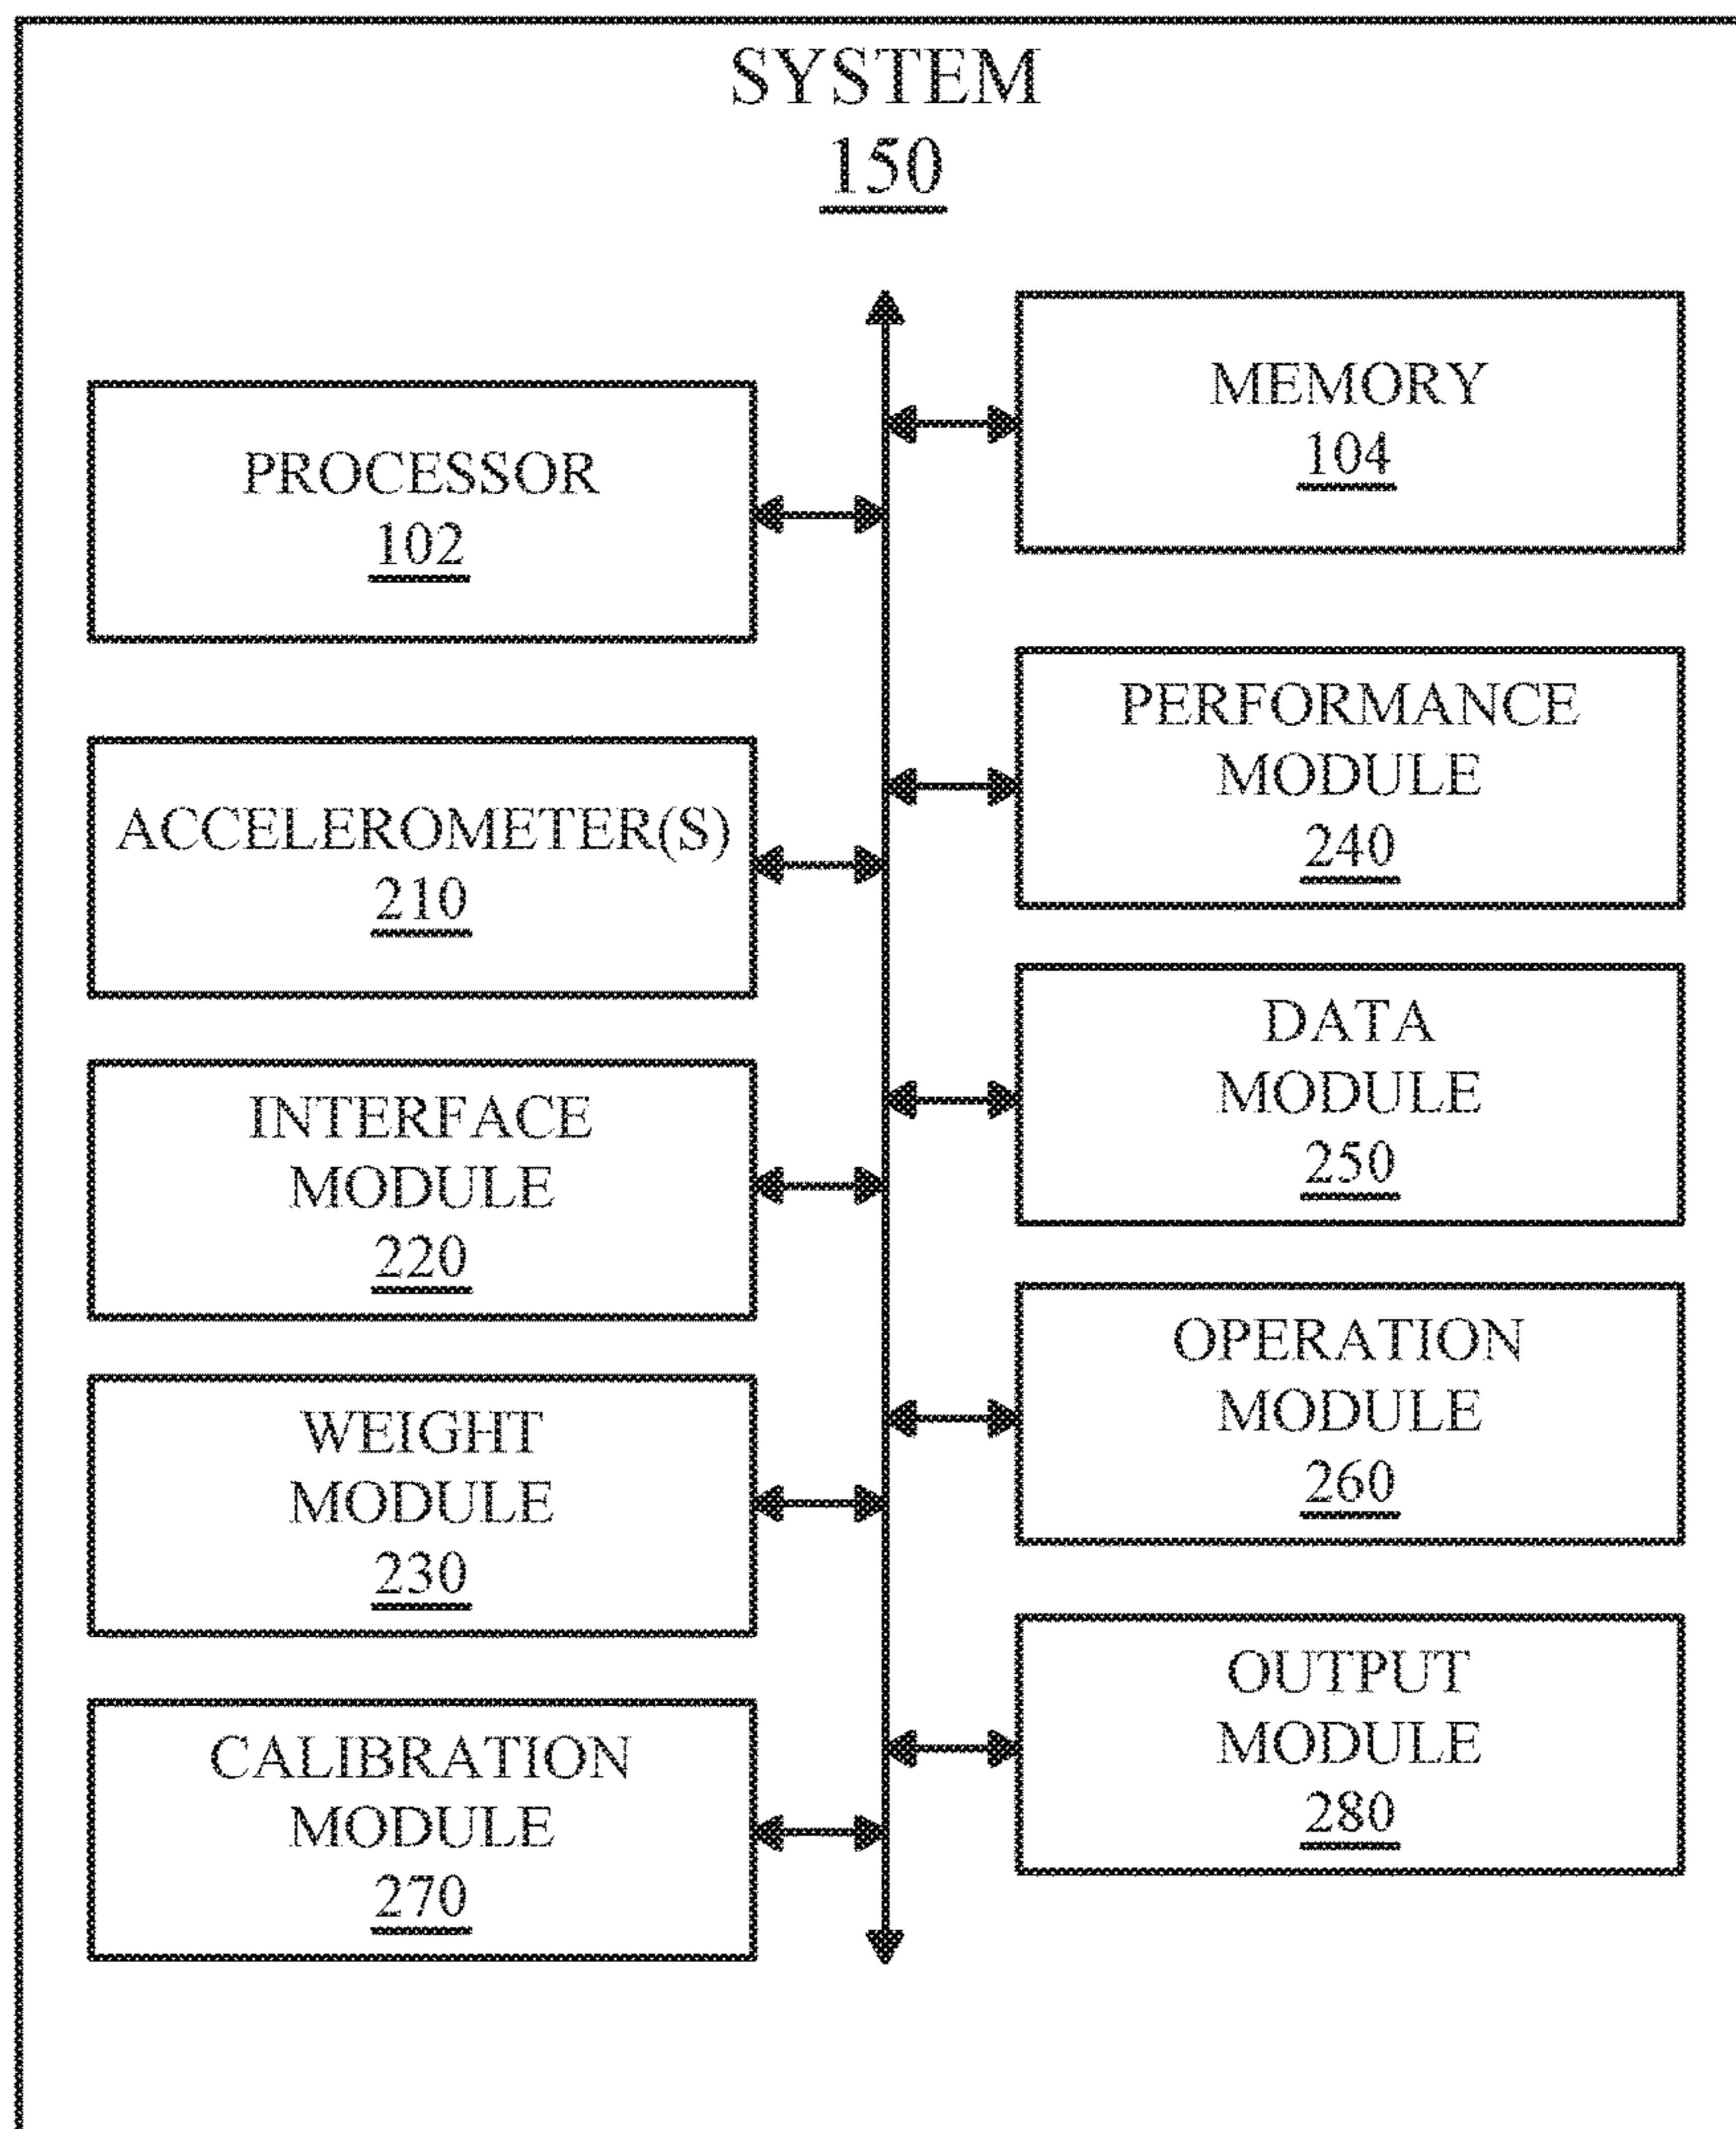 SYSTEM
150
PROCESSOR
102
ACCELEROMETER(S)
210
INTERFACE
MODULE
220
WEIGHT
MODULE
230
CALIBRATION
MODULE
270
MEMORY
104
PERFORMANCE
MODULE
240
DATA
MODULE
250
OPERATION
MODULE
260
OUTPUT
MODULE
280